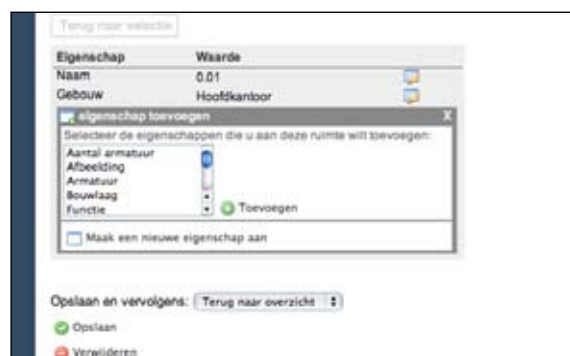 Terug naar selectie
Eigenschap Waarde
Naam 0.01
Gebouw Hoofdkantoor
eigenschap toevoegen X
Selecteer de eigenschappen die u aan deze ruimte wilt toevoegen:
Aantal armatuur
Afbeelding
Armatuur
Bouwlaag
Functie
Toevoegen
Maak een nieuwe eigenschap aan
Opslaan en vervolgens: Terug naar overzicht
Opslaan
Verwijderen